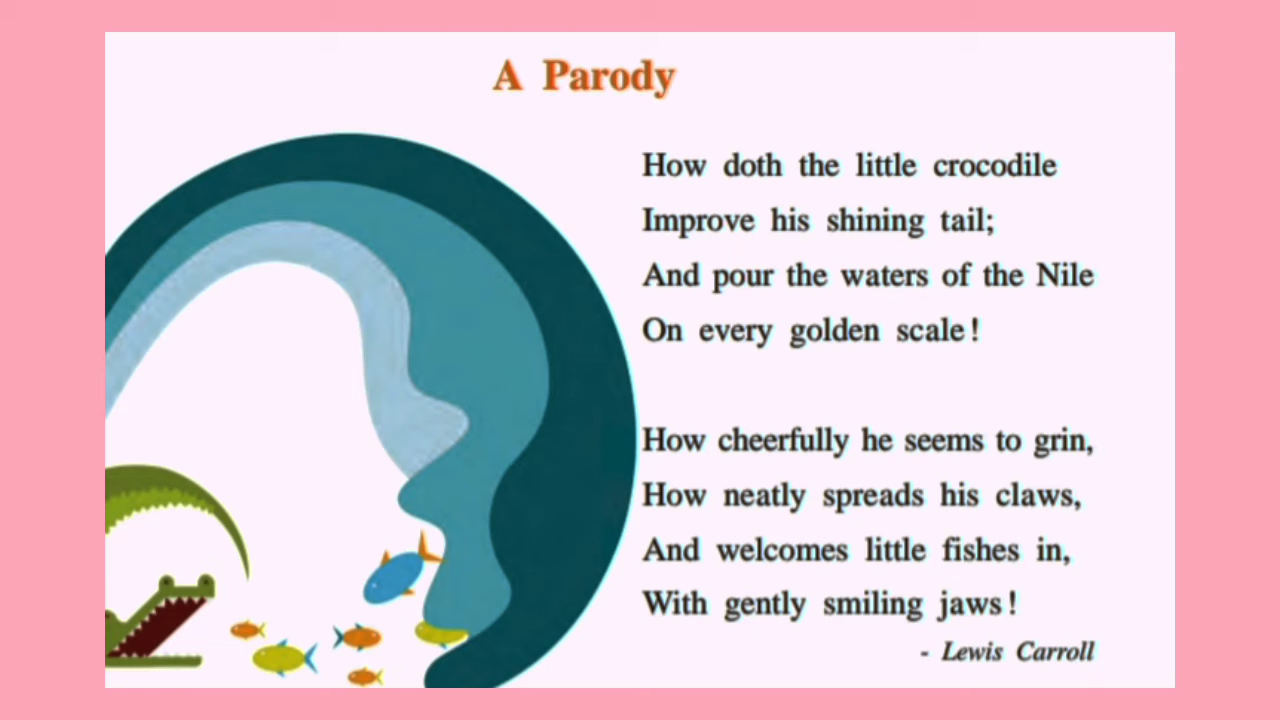 A Parody
How doth the little crocodile
Improve his shining tail;
And pour the waters of the Nile
On every golden scale!
How cheerfully he seems to grin,
How neatly spreads his claws,
And welcomes little fishes in,
With gently smiling jaws!
- Lewis Carroll